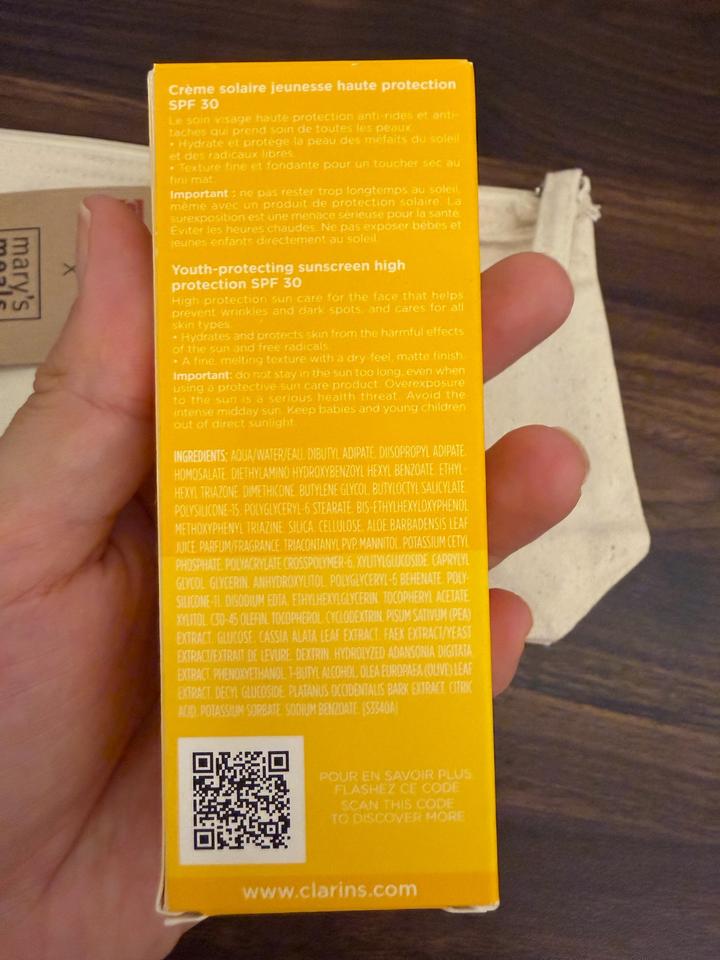 Crème solaire jeunesse haute protection
SPF 30
Le soin visage haute protection anti-rides et anti-
taches qui prend soin de toutes les peaux.
• Hydrate et protège la peau des méfaits du soleil
et des radicaux libres.
• Texture fine et fondante pour un toucher sec au
fini mat.
Important : ne pas rester trop longtemps au soleil,
même avec un produit de protection solaire. La
surexposition est une menace sérieuse pour la santé.
Éviter les heures chaudes. Ne pas exposer bébés et
jeunes enfants directement au soleil.
Youth-protecting sunscreen high
protection SPF 30
High protection sun care for the face that helps
prevent wrinkles and dark spots, and cares for all
skin types.
• Hydrates and protects skin from the harmful effects
of the sun and free radicals.
• A fine, melting texture with a dry-feel, matte finish.
Important: do not stay in the sun too long, even when
using a protective sun care product. Overexposure
to the sun is a serious health threat. Avoid the
intense midday sun. Keep babies and young children
out of direct sunlight.
INGREDIENTS: AQUA/WATER/EAU. DIBUTYL ADIPATE. DIISOPROPYL ADIPATE.
HOMOSALATE. DIETHYLAMINO HYDROXYBENZOYL HEXYL BENZOATE. ETHYL-
HEXYL TRIAZONE. DIMETHICONE. BUTYLENE GLYCOL. BUTYLOCTYL SALICYLATE.
POLYSILICONE-15. POLYGLYCERYL-6 STEARATE. BIS-ETHYLHEXYLOXYPHENOL
METHOXYPHENYL TRIAZINE. SILICA. CELLULOSE. ALOE BARBADENSIS LEAF
JUICE. PARFUM/FRAGRANCE. TRIACONTANYL PVP. MANNITOL. POTASSIUM CETYL
PHOSPHATE. POLYACRYLATE CROSSPOLYMER-6. XYLITYLGLUCOSIDE. CAPRYLYL
GLYCOL. GLYCERIN. ANHYDROXYLITOL. POLYGLYCERYL-6 BEHENATE. POLY-
SILICONE-11. DISODIUM EDTA. ETHYLHEXYLGLYCERIN. TOCOPHERYL ACETATE.
XYLITOL. C30-45 OLEFIN. TOCOPHEROL. CYCLODEXTRIN. PISUM SATIVUM (PEA)
EXTRACT. GLUCOSE. CASSIA ALATA LEAF EXTRACT. FAEX EXTRACT/YEAST
EXTRACT/EXTRAIT DE LEVURE. DEXTRIN. HYDROLYZED ADANSONIA DIGITATA
EXTRACT. PHENOXYETHANOL. T-BUTYL ALCOHOL. OLEA EUROPAEA (OLIVE) LEAF
EXTRACT. DECYL GLUCOSIDE. PLATANUS OCCIDENTALIS BARK EXTRACT. CITRIC
ACID. POTASSIUM SORBATE. SODIUM BENZOATE. [S3340A]
POUR EN SAVOIR PLUS
FLASHEZ CE CODE
SCAN THIS CODE
TO DISCOVER MORE
www.clarins.com
mary's
meals
X